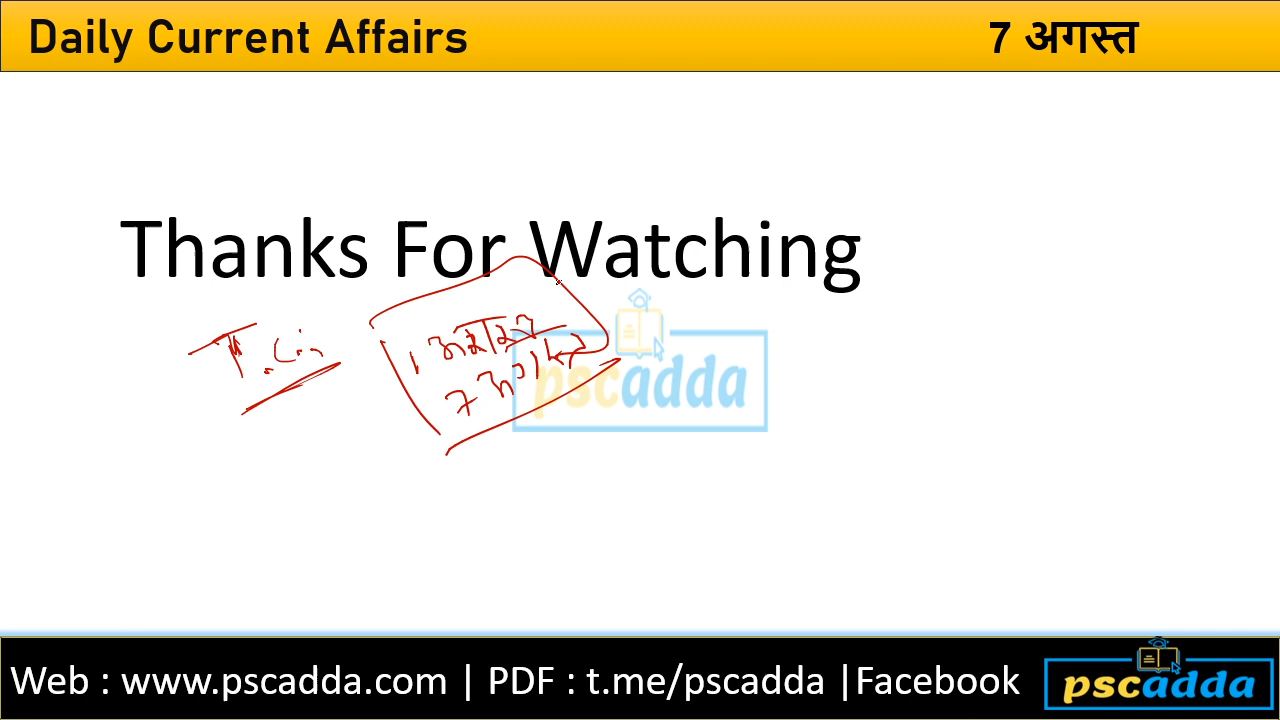 Daily Current Affairs 7 अगस्त
Thanks For Watching
pscadda
Web : www.pscadda.com | PDF : t.me/pscadda |Facebook
pscadda